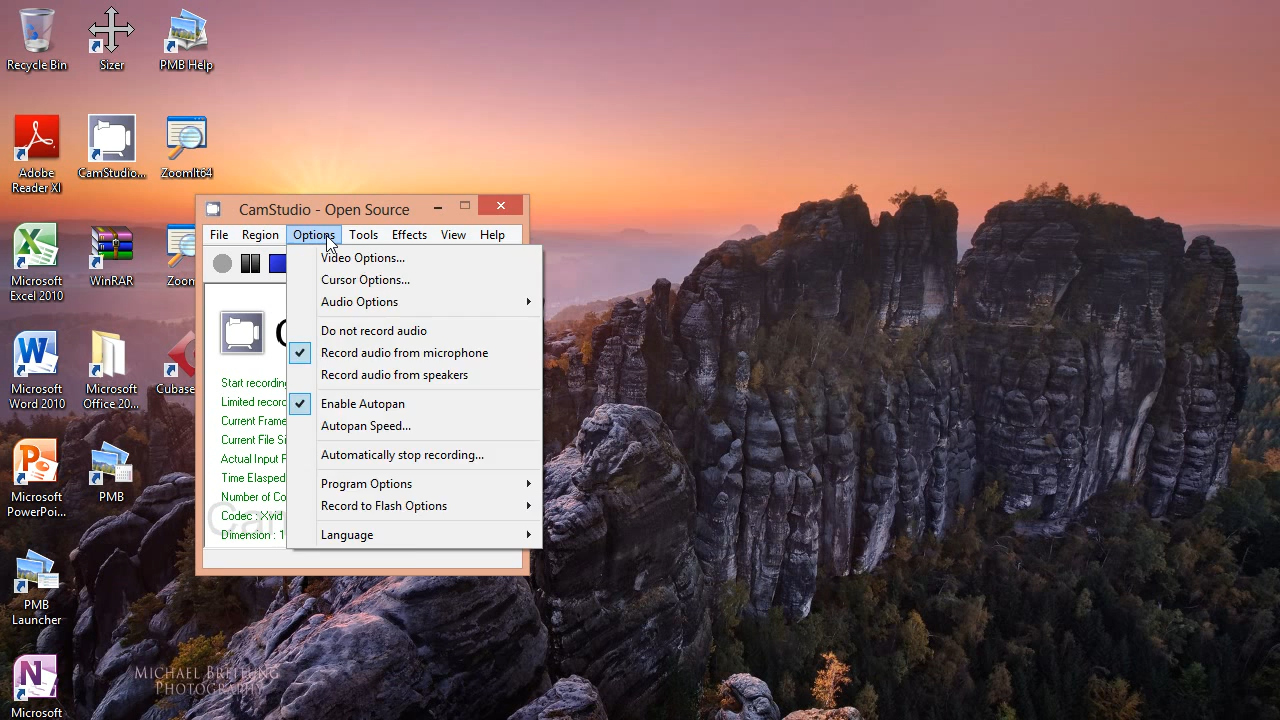 Recycle Bin
Sizer
PMB Help
Adobe
Reader XI
CamStudio...
ZoomIt64
Microsoft
Excel 2010
WinRAR
Zoom
Microsoft
Word 2010
Microsoft
Office 20...
Cubase
Microsoft
PowerPoi...
PMB
PMB
Launcher
Microsoft
CamStudio - Open Source
File Region Options Tools Effects View Help
Video Options...
Cursor Options...
Audio Options
Do not record audio
Record audio from microphone
Record audio from speakers
Enable Autopan
Autopan Speed...
Automatically stop recording...
Program Options
Record to Flash Options
Language
Start recording
Limited reco
Current Frame
Current File Si
Actual Input F
Time Elasped
Number of Co
Codec : Xvid
Dimension : 1
Michael Breitung
Photography